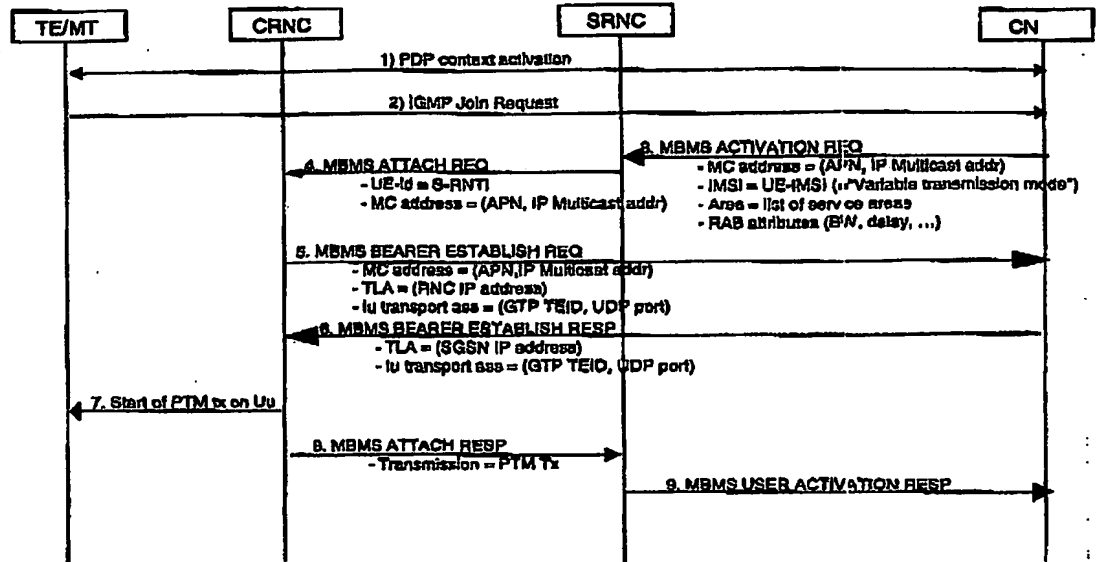 TE/MT
CRNC
SRNC
CN
1) PDP context activation
2) IGMP Join Request
3. MBMS ACTIVATION REQ
- MC address = (APN, IP Multicast addr)
- IMSI = UE-IMSI (if "Variable transmission mode")
- Area = list of service areas
- RAB attributes (BW, delay, ...)
4. MBMS ATTACH REQ
- UE-Id = S-RNTI
- MC address = (APN, IP Multicast addr)
5. MBMS BEARER ESTABLISH REQ
- MC address = (APN,IP Multicast addr)
- TLA = (RNC IP address)
- Iu transport ass = (GTP TEID, UDP port)
6. MBMS BEARER ESTABLISH RESP
- TLA = (SGSN IP address)
- Iu transport ass = (GTP TEID, UDP port)
7. Start of PTM tx on Uu
8. MBMS ATTACH RESP
- Transmission = PTM Tx
9. MBMS USER ACTIVATION RESP